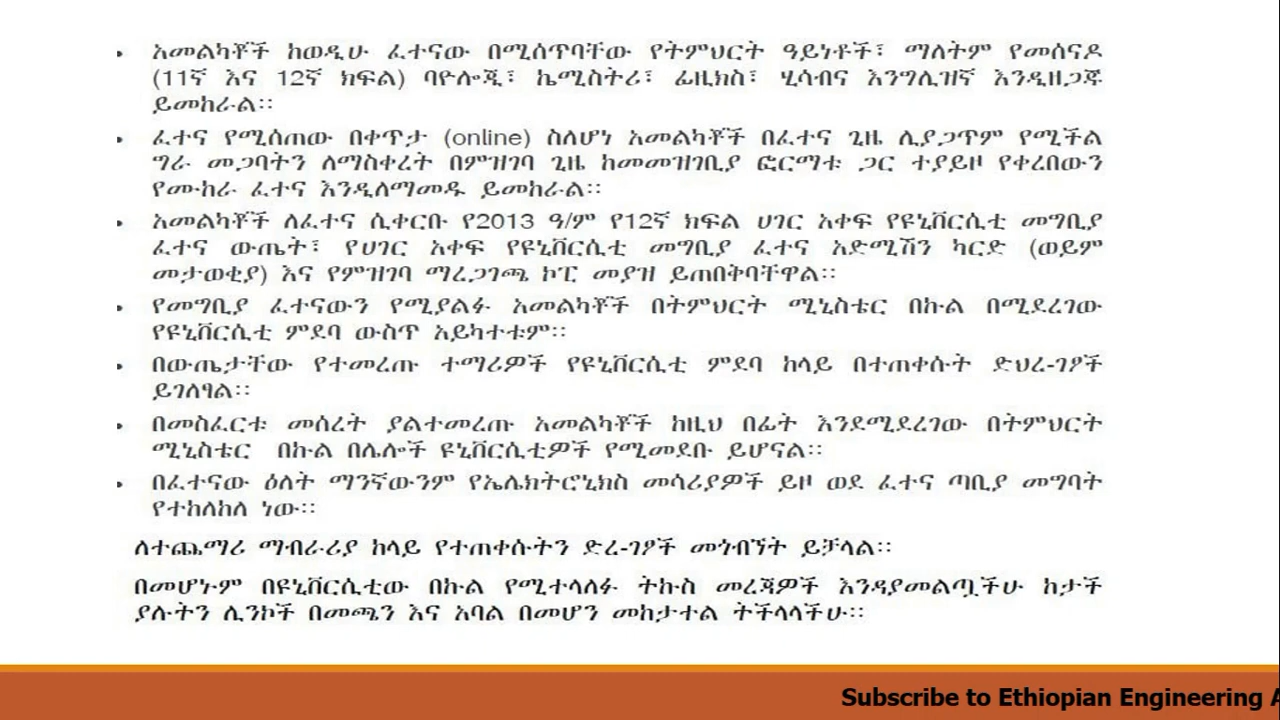 • አመልካቾች ከወዲሁ ፈተናው በሚሰጥባቸው የትምህርት ዓይነቶች፣ ማለትም የመሰናዶ
(11ኛ እና 12ኛ ክፍል) ባዮሎጂ፣ ኬሚስትሪ፣ ፊዚክስ፣ ሂሳብና እንግሊዝኛ እንዲዘጋጁ
ይመከራል።
• ፈተና የሚሰጠው በቀጥታ (online) ስለሆነ አመልካቾች በፈተና ጊዜ ሊያጋጥም የሚችል
ግራ መጋባትን ለማስቀረት በምዝገባ ጊዜ ከመመዝገቢያ ፎርማቱ ጋር ተያይዞ የቀረበውን
የሙከራ ፈተና እንዲለማመዱ ይመከራል።
• አመልካቾች ለፈተና ሲቀርቡ የ2013 ዓ/ም የ12ኛ ክፍል ሀገር አቀፍ የዩኒቨርሲቲ መግቢያ
ፈተና ውጤት፣ የሀገር አቀፍ የዩኒቨርሲቲ መግቢያ ፈተና አድሚሽን ካርድ (ወይም
መታወቂያ) እና የምዝገባ ማረጋገጫ ኮፒ መያዝ ይጠበቅባቸዋል።
• የመግቢያ ፈተናውን የሚያልፉ አመልካቾች በትምህርት ሚኒስቴር በኩል በሚደረገው
የዩኒቨርሲቲ ምደባ ውስጥ አይካተቱም።
• በውጤታቸው የተመረጡ ተማሪዎች የዩኒቨርሲቲ ምደባ ከላይ በተጠቀሱት ድህረ-ገፆች
ይገለፃል።
• በመስፈርቱ መሰረት ያልተመረጡ አመልካቾች ከዚህ በፊት እንደሚደረገው በትምህርት
ሚኒስቴር በኩል በሌሎች ዩኒቨርሲቲዎች የሚመደቡ ይሆናል።
• በፈተናው ዕለት ማንኛውንም የኤሌክትሮኒክስ መሳሪያዎች ይዞ ወደ ፈተና ጣቢያ መግባት
የተከለከለ ነው።
ለተጨማሪ ማብራሪያ ከላይ የተጠቀሱትን ድረ-ገፆች መጎብኘት ይቻላል።
በመሆኑም በዩኒቨርሲቲው በኩል የሚተላለፉ ትኩስ መረጃዎች እንዳያመልጧችሁ ከታች
ያሉትን ሊንኮች በመጫን እና አባል በመሆን መከታተል ትችላላችሁ።
Subscribe to Ethiopian Engineering